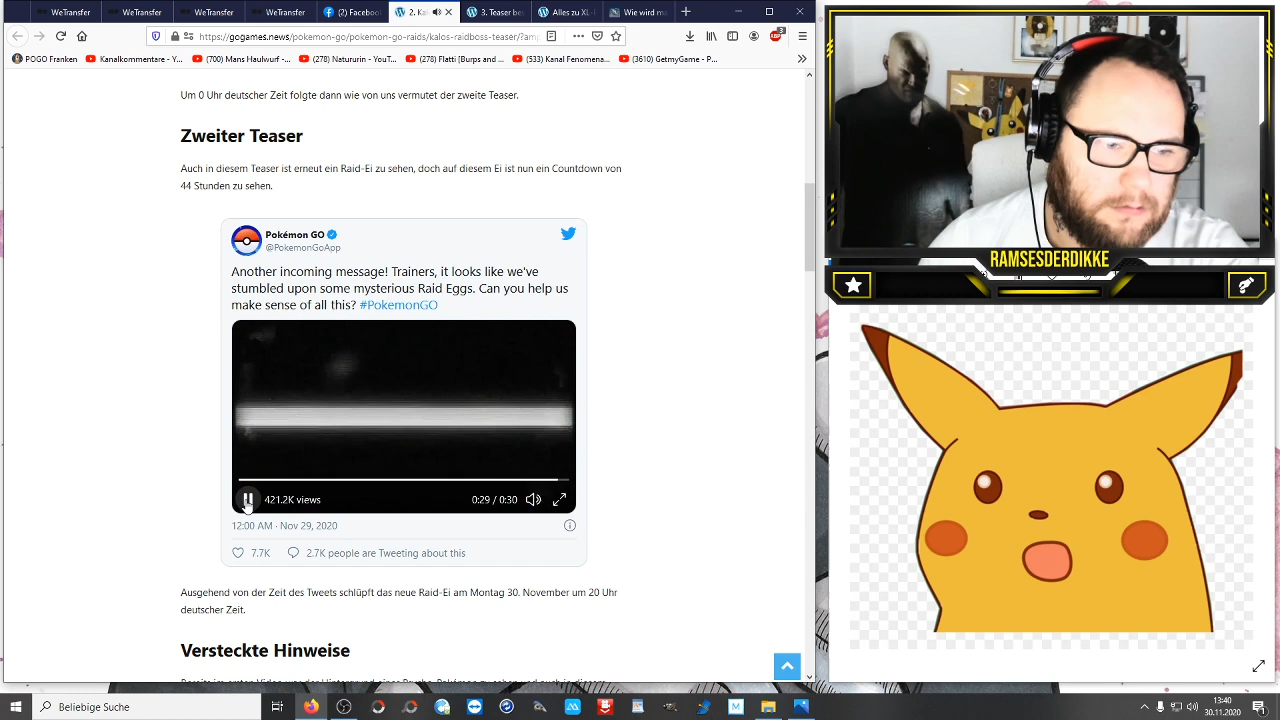 WeTransfer
WeTransfer
WeTransfer
WeTransfer
(2) Facebook
2. K
3. Teaser be
Alles zu XL-
Wie wird ma
https://gogames.news/pokemon-go/pokemon-raids/kalos-raidboss-teaser/?am
POGO Franken
Kanalkommentare - Y...
(700) Mans Haulwurf -...
(278) Natururin - YouT...
(278) Flatti [Burps and ...
(533) Kanal Fenomena...
(3610) GetmyGame - P...
Um 0 Uhr deutscher Zeit folgte dann wie von uns vermutet der zweite Teaser.
Zweiter Teaser
Auch in diesem Teaser ist erneut ein Raid-Ei zu sehen, doch auf diesem Ei ist nun ein Countdown von
44 Stunden zu sehen.
Pokémon GO
@PokemonGoApp
Another incoming message! Trainers, it looks like we've
stumbled upon some mysterious Raid Eggs. Can you help us
make sense of all this? #PokemonGO
421.2K views
0:29 / 0:30
12:00 AM · Nov 29, 2020
7.7K
2.7K people are Tweeting about this
Ausgehend von der Zeit des Tweets schlüpft das neue Raid-Ei am Montag 30. November um 20 Uhr
deutscher Zeit.
Versteckte Hinweise
RAMSESDERDIKKE
Beliebige Suche
13:40
30.11.2020